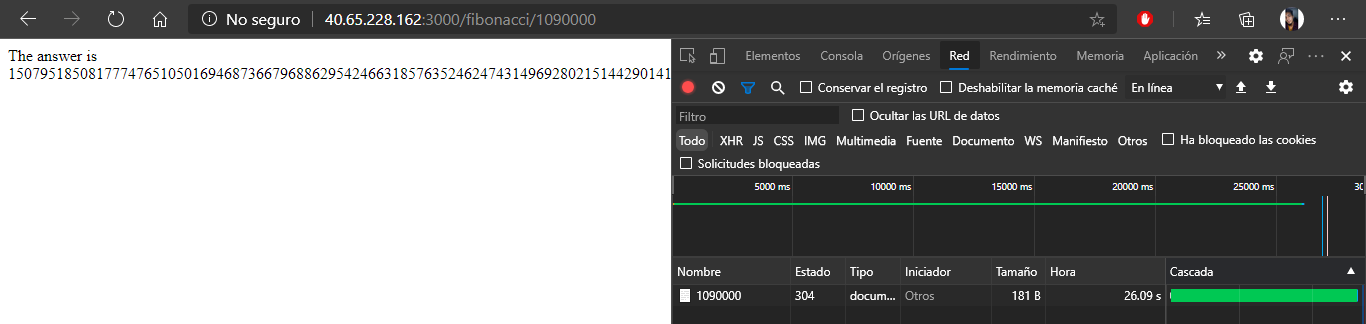 No seguro 40.65.228.162:3000/fibonacci/1090000
The answer is
15079518508177747651050169468736679688629542466318576352462474314969280215144290141
Elementos Consola Orígenes Red Rendimiento Memoria Aplicación
Conservar el registro Deshabilitar la memoria caché En línea
Filtro Ocultar las URL de datos
Todo XHR JS CSS IMG Multimedia Fuente Documento WS Manifiesto Otros Ha bloqueado las cookies
Solicitudes bloqueadas
5000 ms 10000 ms 15000 ms 20000 ms 25000 ms 30
Nombre Estado Tipo Iniciador Tamaño Hora Cascada
1090000 304 docum... Otros 181 B 26.09 s